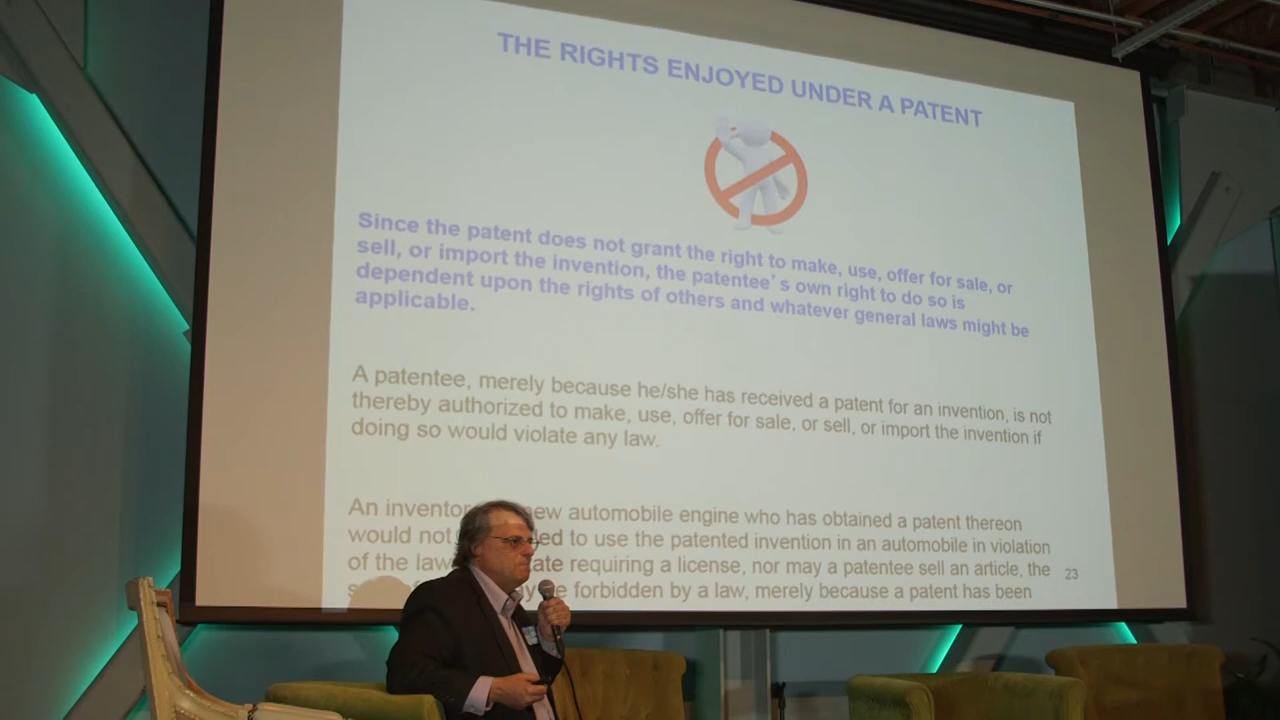 THE RIGHTS ENJOYED UNDER A PATENT
Since the patent does not grant the right to make, use, offer for sale, or
sell, or import the invention, the patentee's own right to do so is
dependent upon the rights of others and whatever general laws might be
applicable.
A patentee, merely because he/she has received a patent for an invention, is not
thereby authorized to make, use, offer for sale, or sell, or import the invention if
doing so would violate any law.
An inventor new automobile engine who has obtained a patent thereon
would not to use the patented invention in an automobile in violation
of the law requiring a license, nor may a patentee sell an article, the
forbidden by a law, merely because a patent has been
23